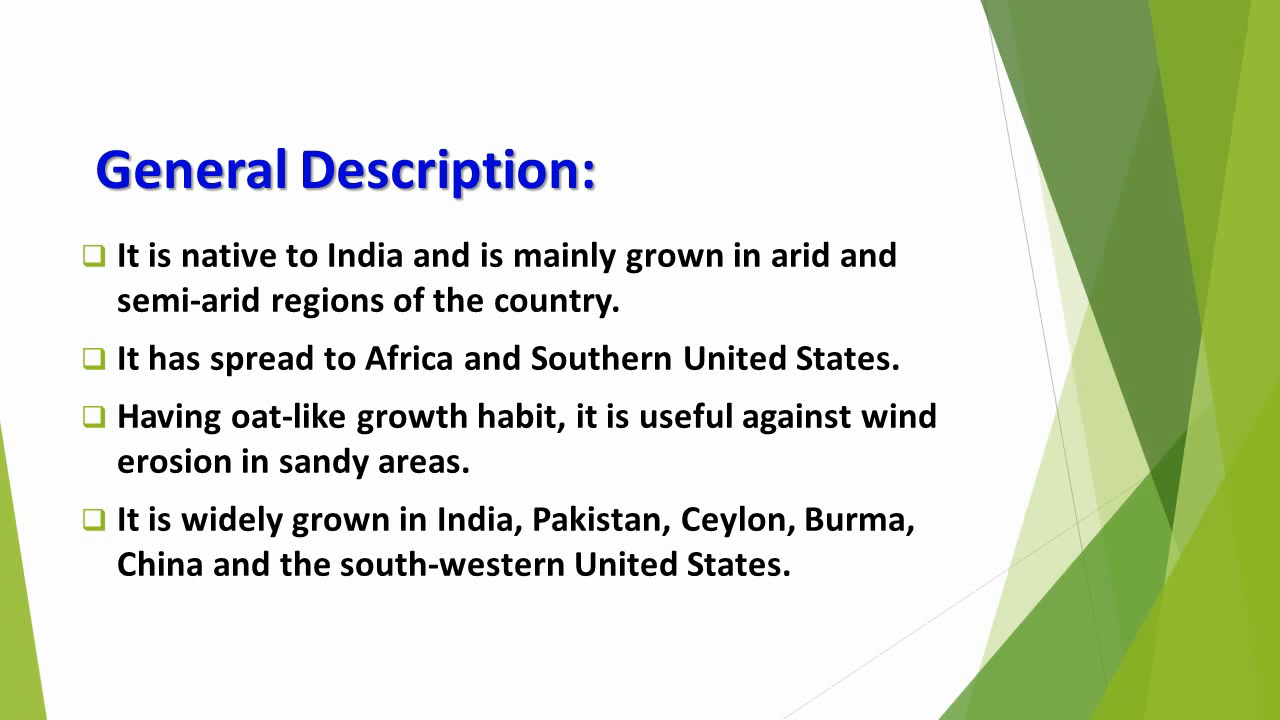 General Description:
It is native to India and is mainly grown in arid and
semi-arid regions of the country.
It has spread to Africa and Southern United States.
Having oat-like growth habit, it is useful against wind
erosion in sandy areas.
It is widely grown in India, Pakistan, Ceylon, Burma,
China and the south-western United States.